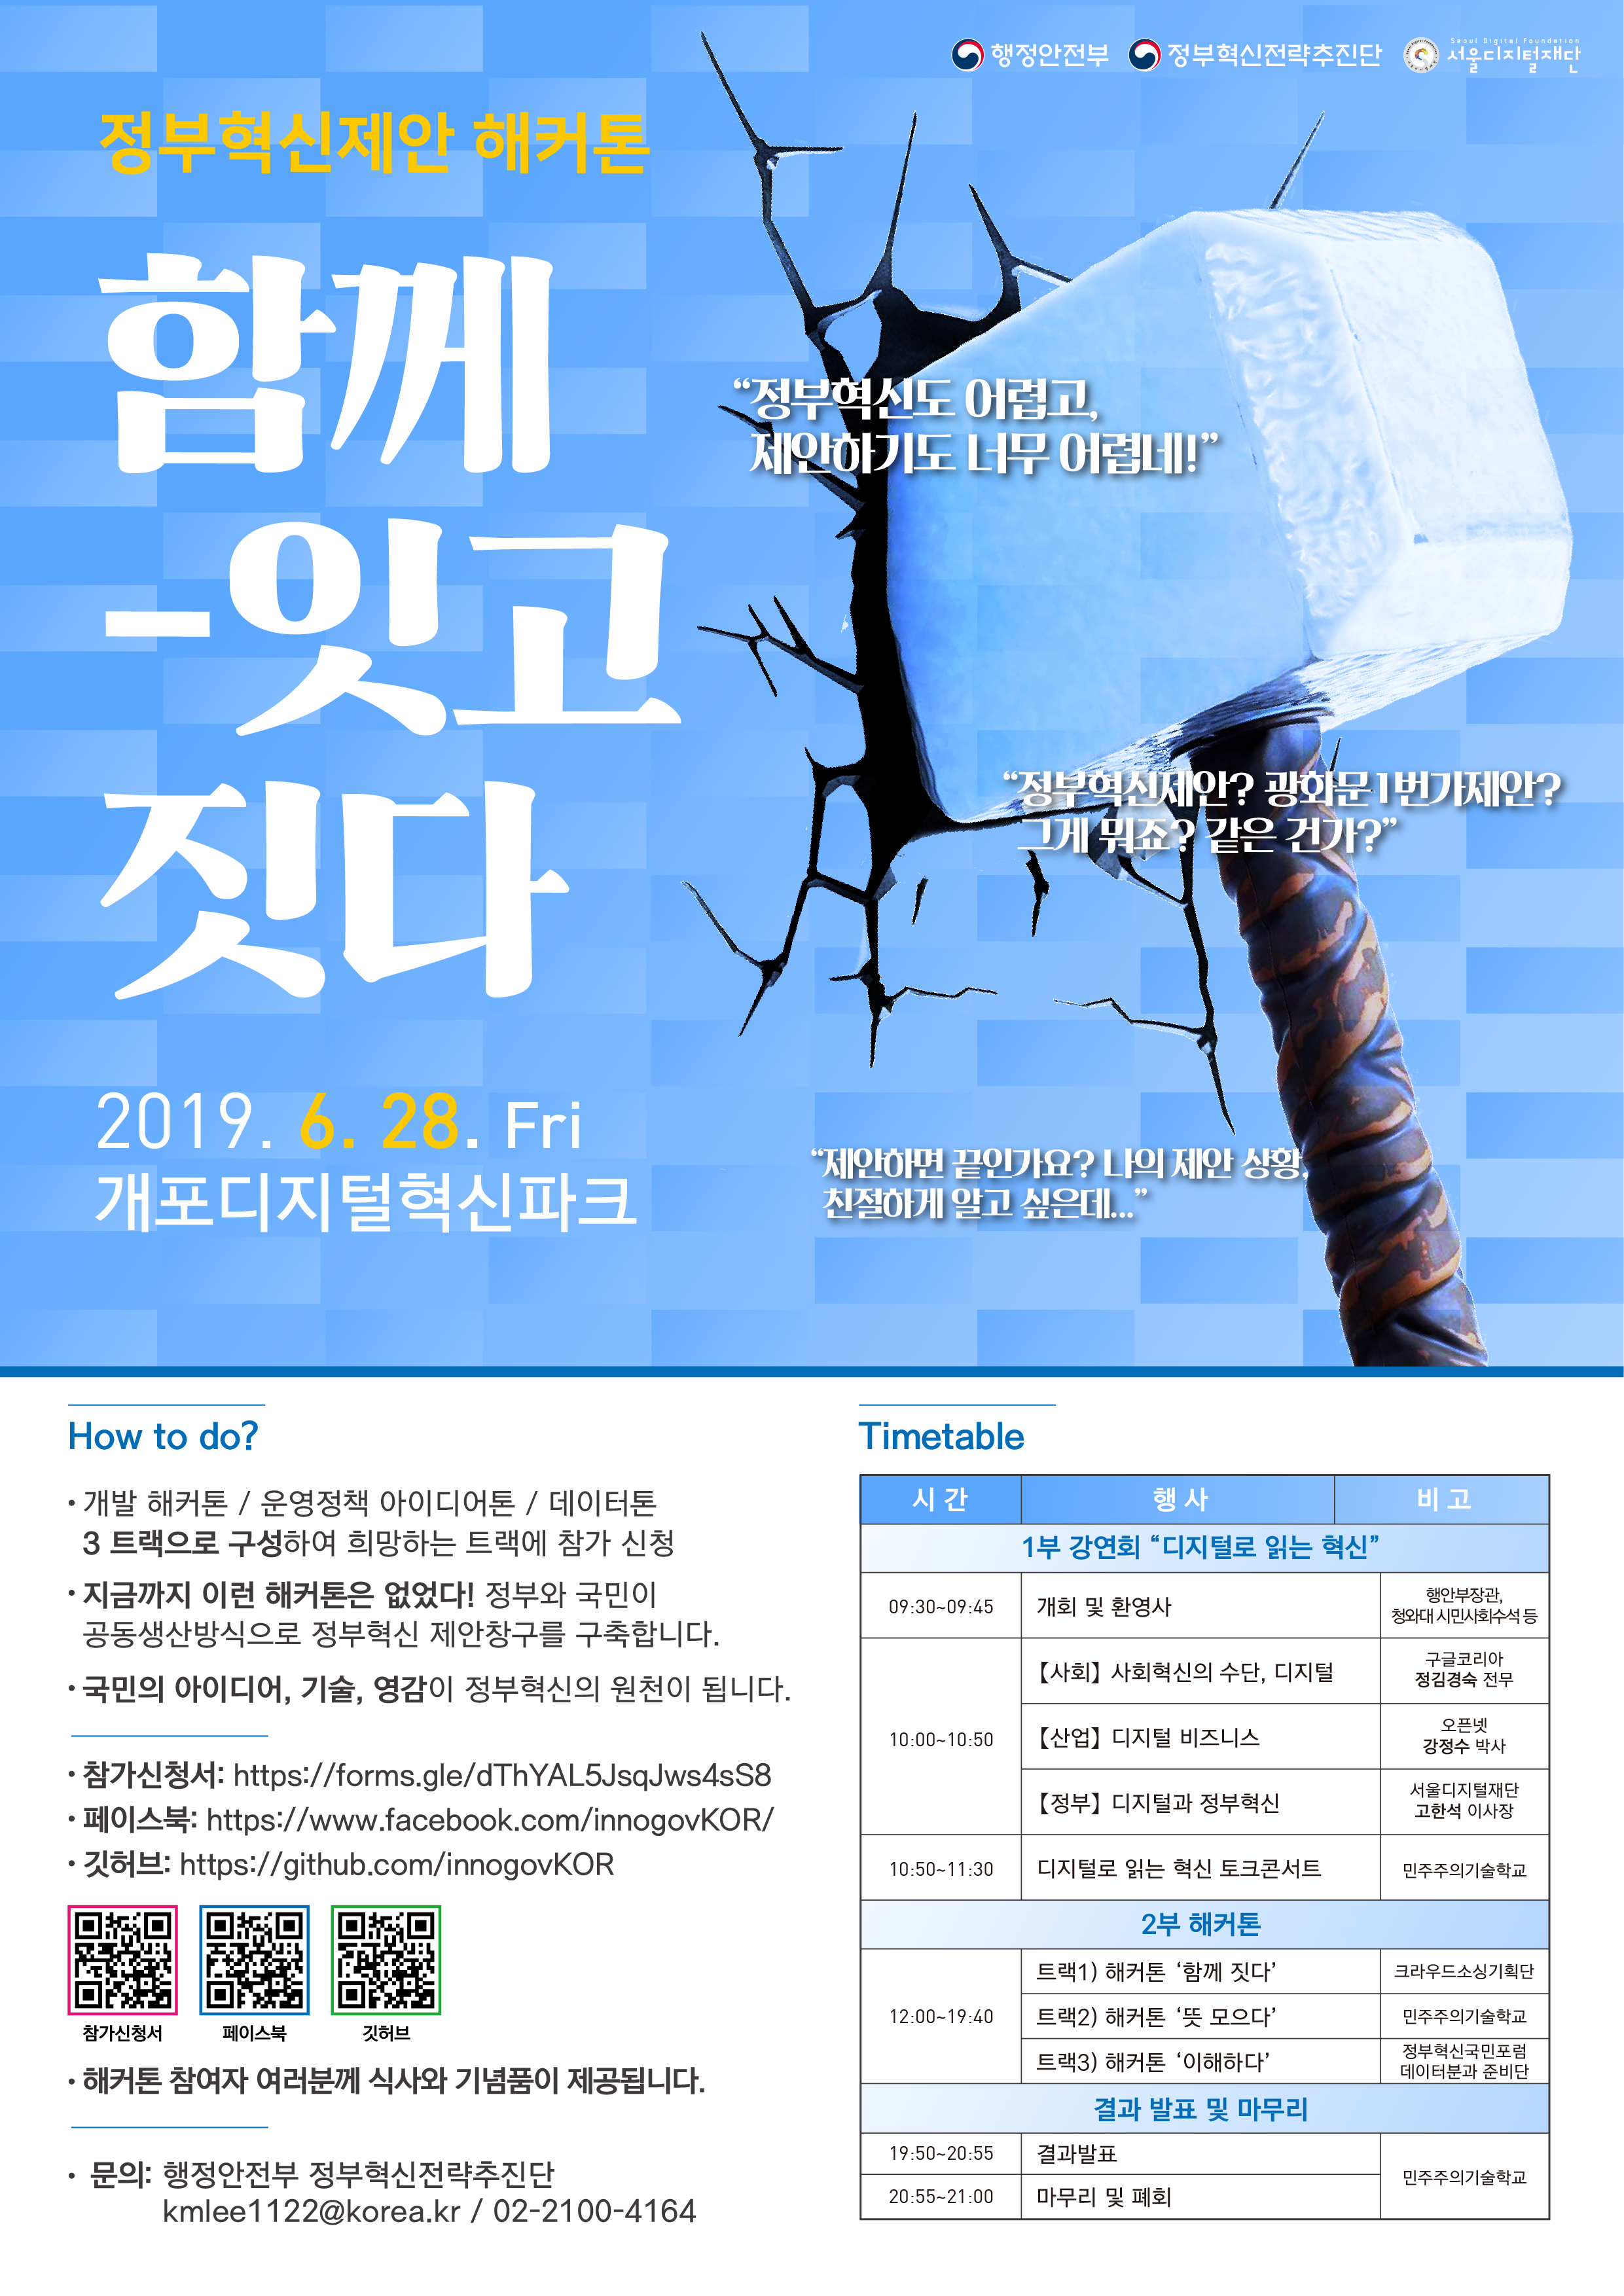 행정안전부 정부혁신전략추진단 Seoul Digital Foundation
서울디지털재단
정부혁신제안 해커톤
함께
-잇고
짓다
“정부혁신도 어렵고,
제안하기도 너무 어렵네!”
“정부혁신제안? 광화문1번가제안?
그게 뭐죠? 같은 건가?”
“제안하면 끝인가요? 나의 제안 상황,
친절하게 알고 싶은데...”
2019. 6. 28. Fri
개포디지털혁신파크
How to do?
• 개발 해커톤 / 운영정책 아이디어톤 / 데이터톤
3 트랙으로 구성하여 희망하는 트랙에 참가 신청
• 지금까지 이런 해커톤은 없었다! 정부와 국민이
공동생산방식으로 정부혁신 제안창구를 구축합니다.
• 국민의 아이디어, 기술, 영감이 정부혁신의 원천이 됩니다.
• 참가신청서: https://forms.gle/dThYAL5JsqJws4sS8
• 페이스북: https://www.facebook.com/innogovKOR/
• 깃허브: https://github.com/innogovKOR
참가신청서 페이스북 깃허브
• 해커톤 참여자 여러분께 식사와 기념품이 제공됩니다.
• 문의: 행정안전부 정부혁신전략추진단
kmlee1122@korea.kr / 02-2100-4164
Timetable
시 간 행 사 비 고
1부 강연회 “디지털로 읽는 혁신”
09:30~09:45 개회 및 환영사 행안부장관,
청와대 시민사회수석 등
10:00~10:50
【사회】 사회혁신의 수단, 디지털 구글코리아
정김경숙 전무
【산업】 디지털 비즈니스 오픈넷
강정수 박사
【정부】 디지털과 정부혁신 서울디지털재단
고한석 이사장
10:50~11:30 디지털로 읽는 혁신 토크콘서트 민주주의기술학교
2부 해커톤
12:00~19:40
트랙1) 해커톤 ‘함께 짓다’ 크라우드소싱기획단
트랙2) 해커톤 ‘뜻 모으다’ 민주주의기술학교
트랙3) 해커톤 ‘이해하다’ 정부혁신국민포럼
데이터분과 준비단
결과 발표 및 마무리
19:50~20:55 결과발표
민주주의기술학교
20:55~21:00 마무리 및 폐회